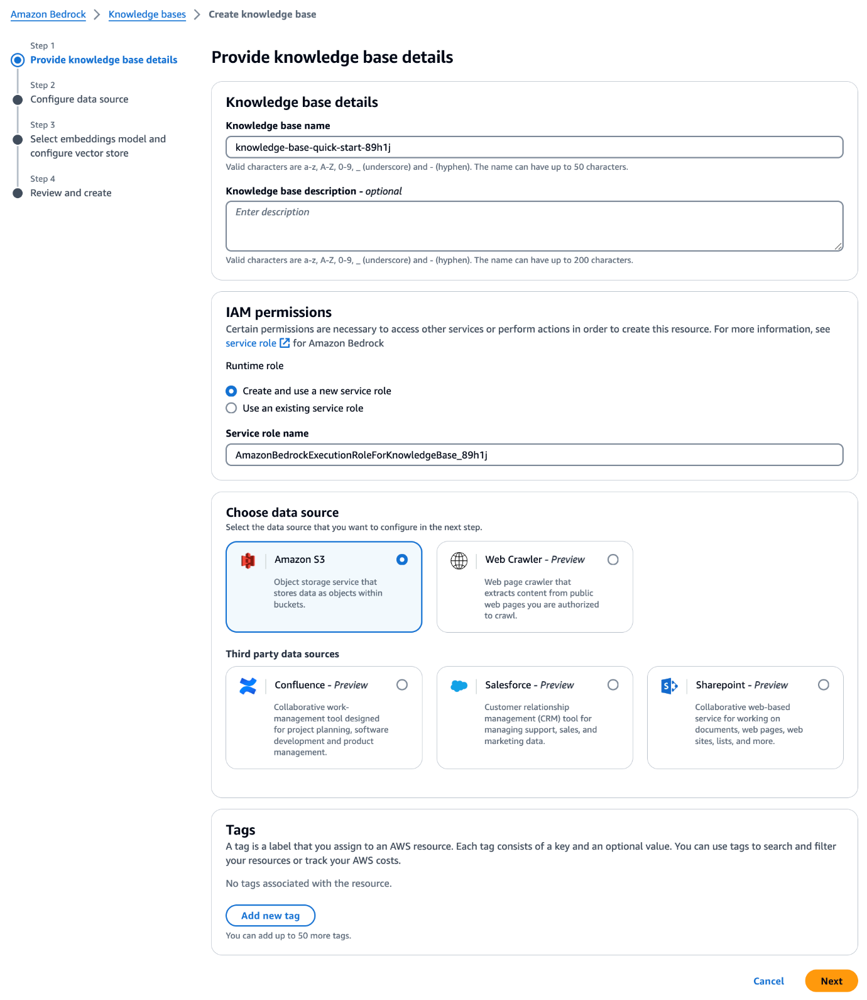 Amazon Bedrock > Knowledge bases > Create knowledge base
Step 1
Provide knowledge base details
Step 2
Configure data source
Step 3
Select embeddings model and
configure vector store
Step 4
Review and create
Provide knowledge base details
Knowledge base details
Knowledge base name
knowledge-base-quick-start-89h1j
Valid characters are a-z, A-Z, 0-9, _ (underscore) and - (hyphen). The name can have up to 50 characters.
Knowledge base description - optional
Enter description
Valid characters are a-z, A-Z, 0-9, _ (underscore) and - (hyphen). The name can have up to 200 characters.
IAM permissions
Certain permissions are necessary to access other services or perform actions in order to create this resource. For more information, see
service role for Amazon Bedrock
Runtime role
Create and use a new service role
Use an existing service role
Service role name
AmazonBedrockExecutionRoleForKnowledgeBase_89h1j
Choose data source
Select the data source that you want to configure in the next step.
Amazon S3
Object storage service that
stores data as objects within
buckets.
Web Crawler - Preview
Web page crawler that
extracts content from public
web pages you are authorized
to crawl.
Third party data sources
Confluence - Preview
Collaborative work-
management tool designed
for project planning, software
development and product
management.
Salesforce - Preview
Customer relationship
management (CRM) tool for
managing support, sales, and
marketing data.
S
Sharepoint - Preview
Collaborative web-based
service for working on
documents, web pages, web
sites, lists, and more.
Tags
A tag is a label that you assign to an AWS resource. Each tag consists of a key and an optional value. You can use tags to search and filter
your resources or track your AWS costs.
No tags associated with the resource.
Add new tag
You can add up to 50 more tags.
Cancel
Next